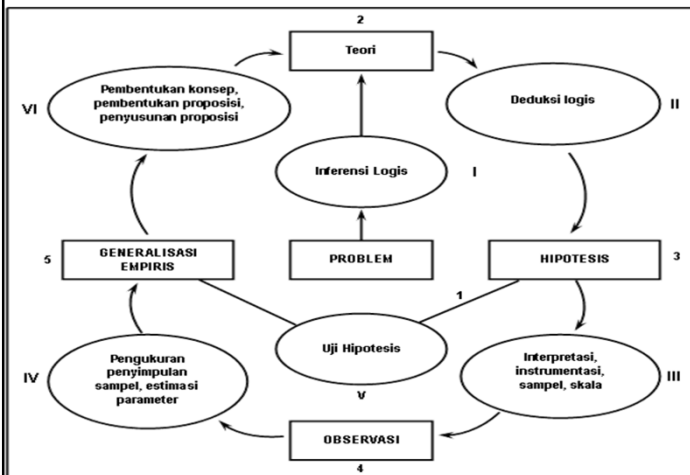 2
Teori
Pembentukan konsep,
pembentukan proposisi,
penyusunan proposisi
VI
Deduksi logis
II
Inferensi Logis
I
5
GENERALISASI
EMPIRIS
PROBLEM
HIPOTESIS
3
1
Uji Hipotesis
V
Pengukuran
penyimpulan
sampel, estimasi
parameter
IV
Interpretasi,
instrumentasi,
sampel, skala
III
OBSERVASI
4